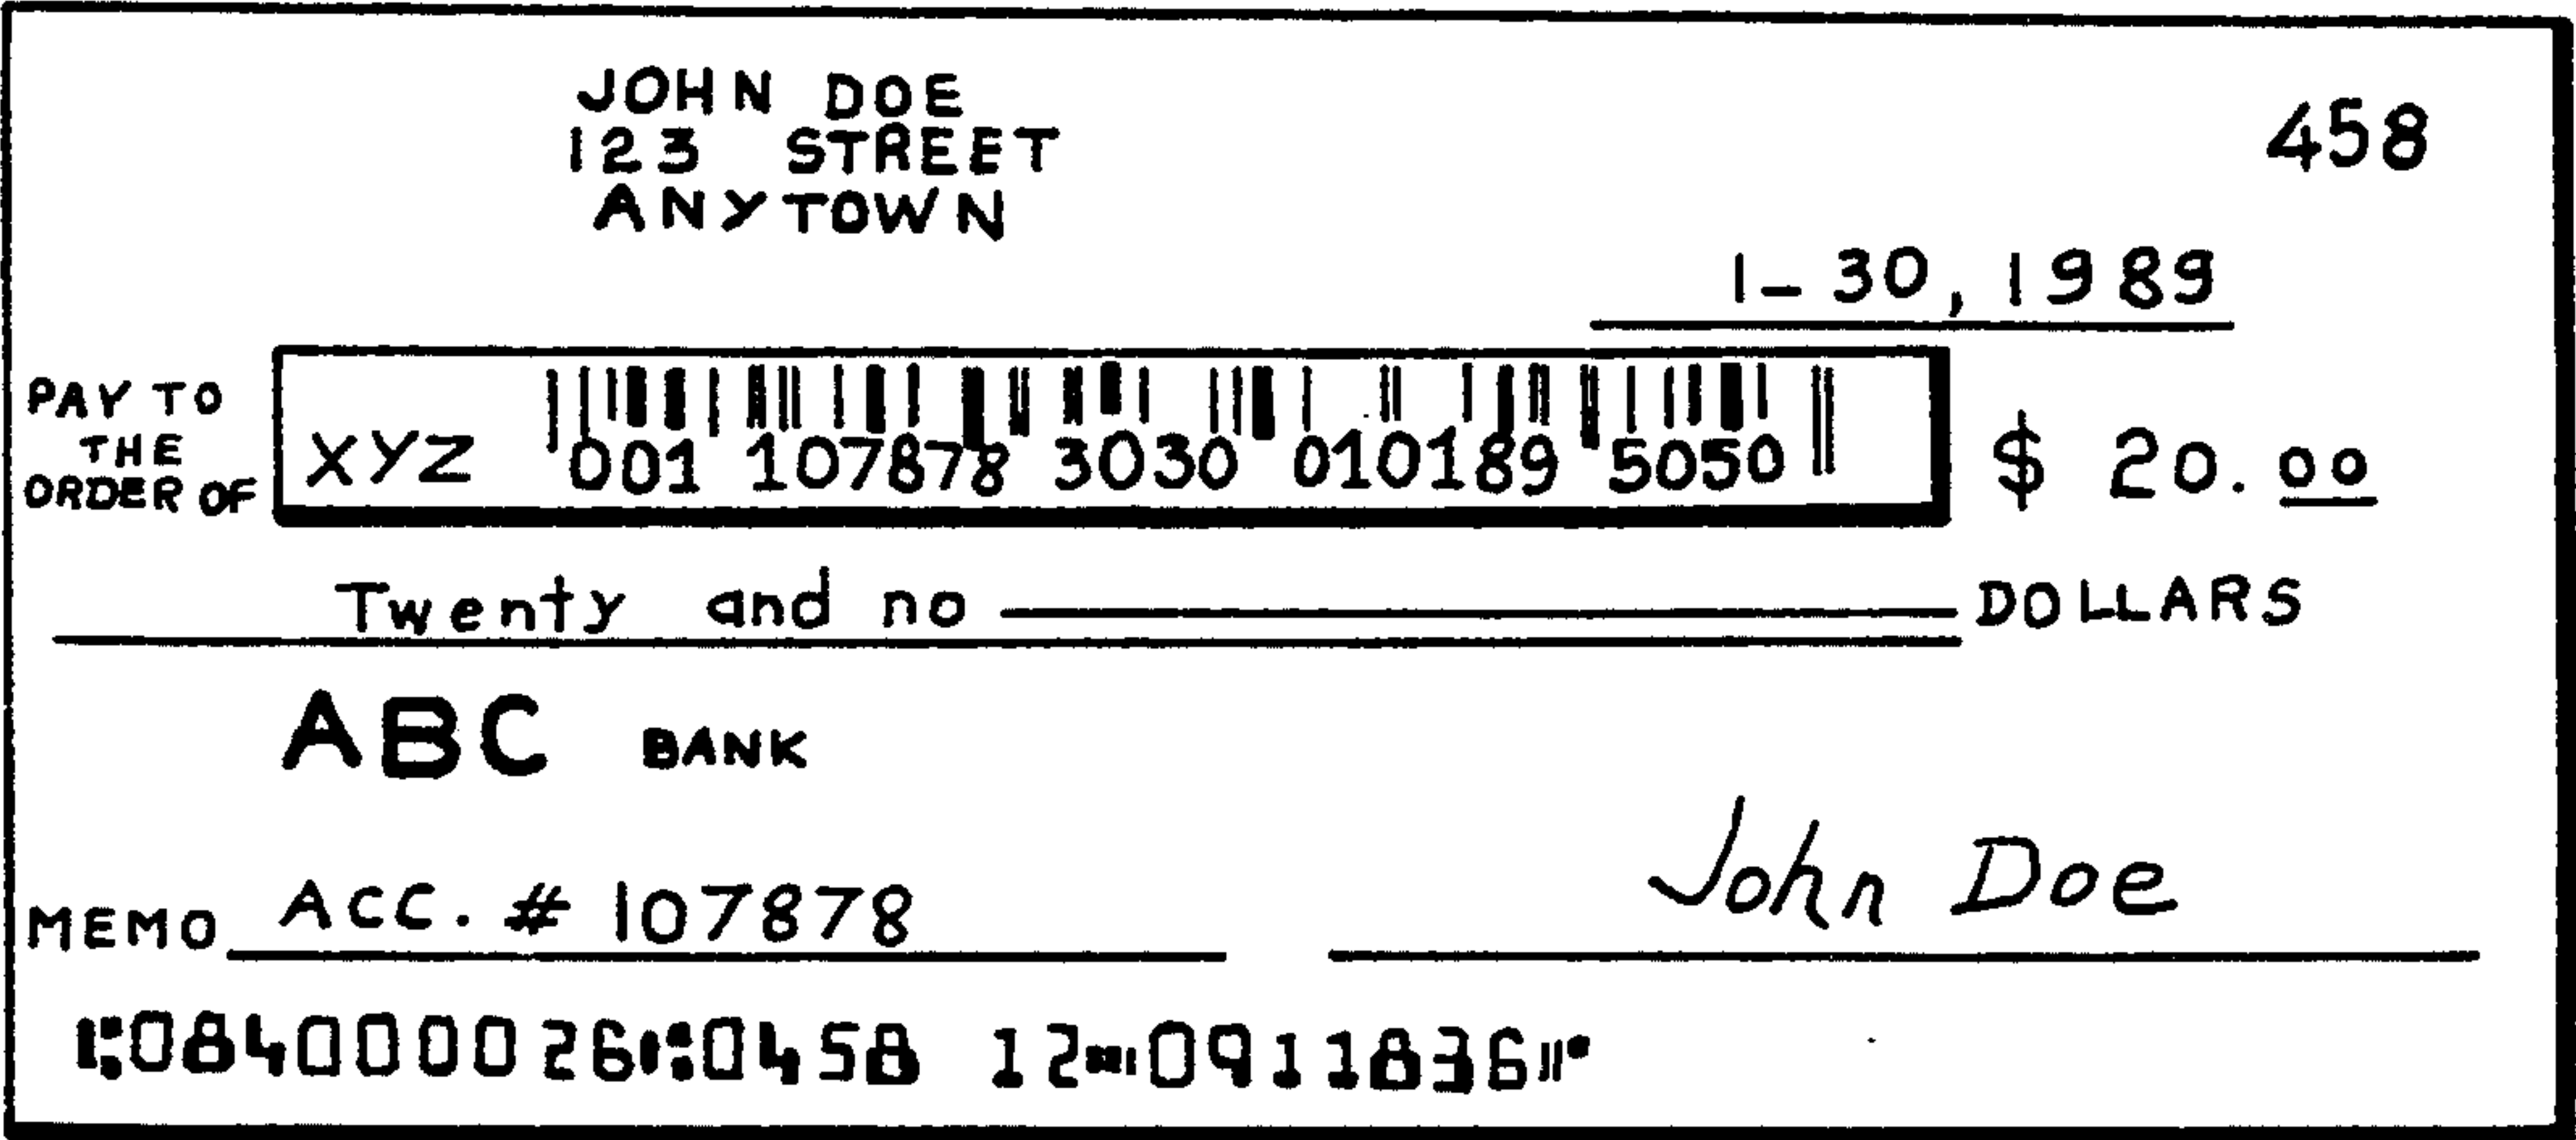 JOHN DOE
123 STREET
ANYTOWN
458
1-30, 1989
PAY TO
THE
ORDER OF
XYZ 001 107878 3030 010189 5050
$ 20.00
Twenty and no DOLLARS
ABC BANK
John Doe
MEMO ACC. # 107878
⑆084000026⑆0458 12⑉0911836⑈